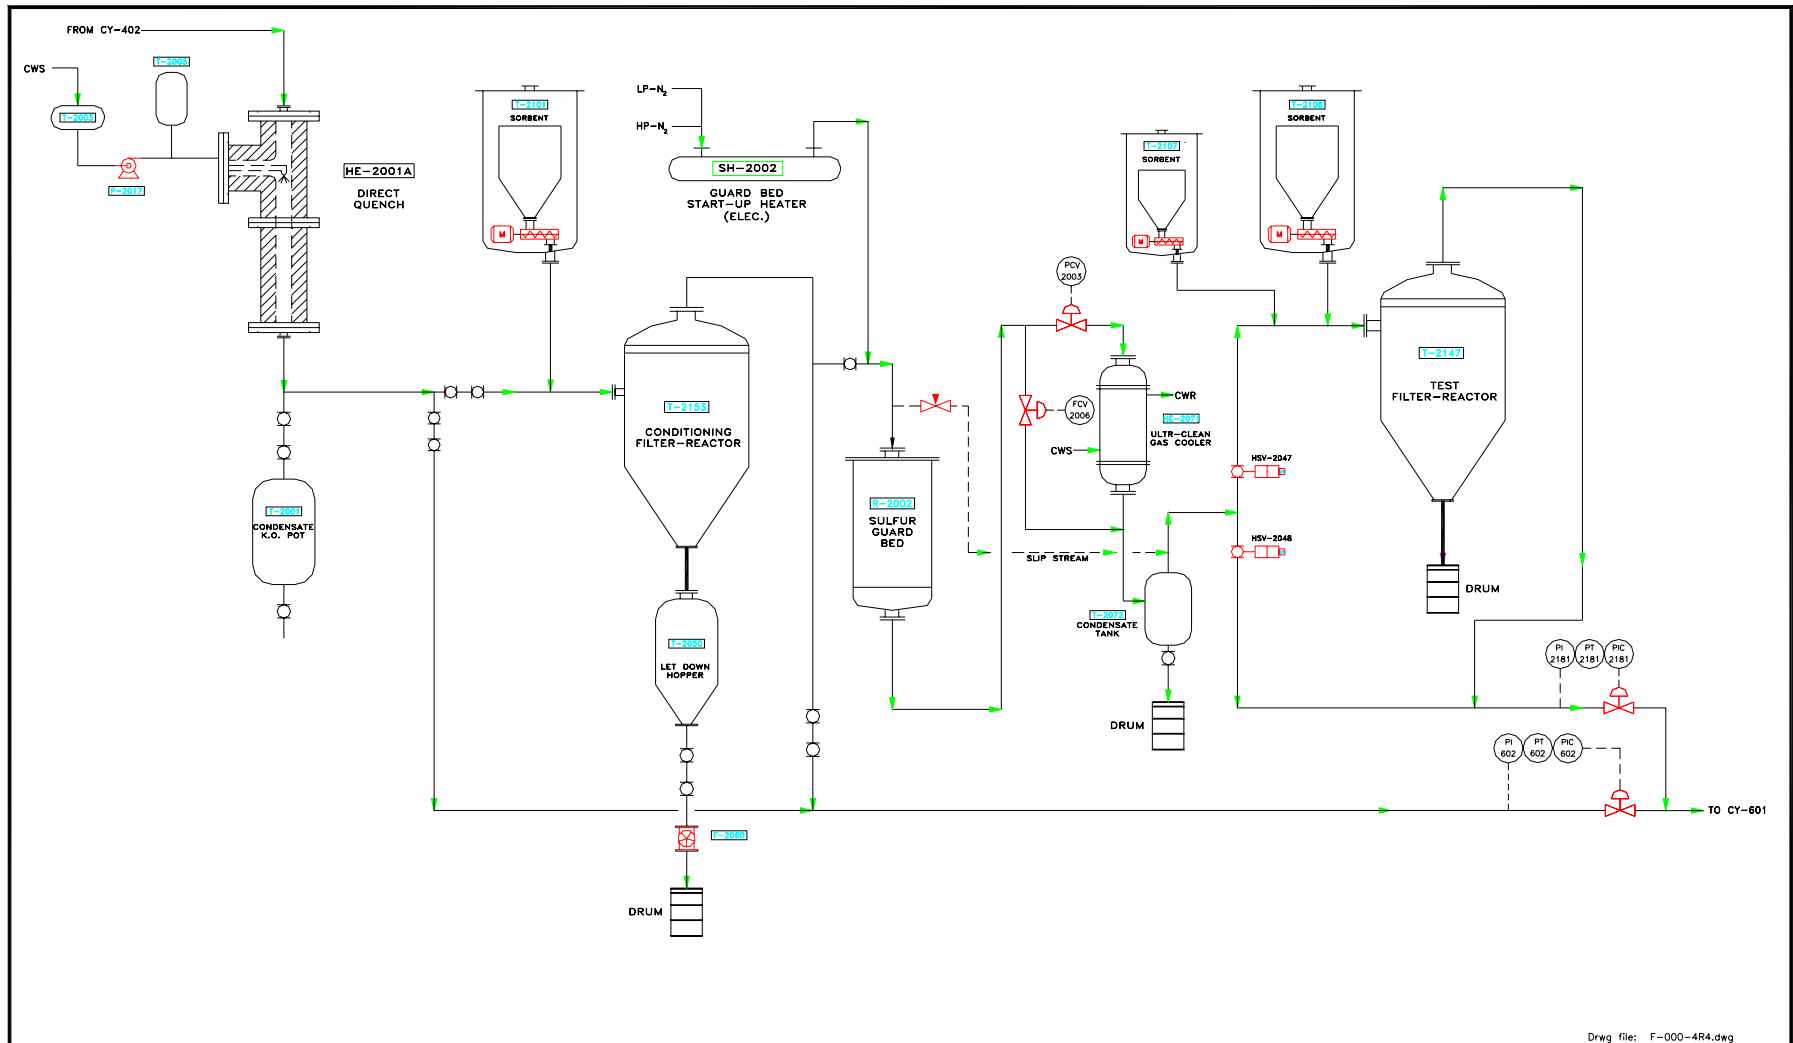 FROM CY-402
CWS
T-2005
T-2003
P-2017
HE-2001A
DIRECT
QUENCH
T-2101
SORBENT
M
LP-N₂
HP-N₂
SH-2002
GUARD BED
START-UP HEATER
(ELEC.)
T-2107
SORBENT
M
T-2108
SORBENT
M
PCV
2003
T-2147
TEST
FILTER-REACTOR
T-2153
CONDITIONING
FILTER-REACTOR
FCV
2006
CWR
HE-2071
ULTR-CLEAN
GAS COOLER
CWS
HSV-2047
R-2002
SULFUR
GUARD
BED
T-2001
CONDENSATE
K.O. POT
HSV-2048
SLIP STREAM
DRUM
T-2072
CONDENSATE
TANK
T-2050
LET DOWN
HOPPER
PI
2181
PT
2181
PIC
2181
DRUM
PI
602
PT
602
PIC
602
TO CY-601
F-2060
DRUM
Drwg file: F-000-4R4.dwg